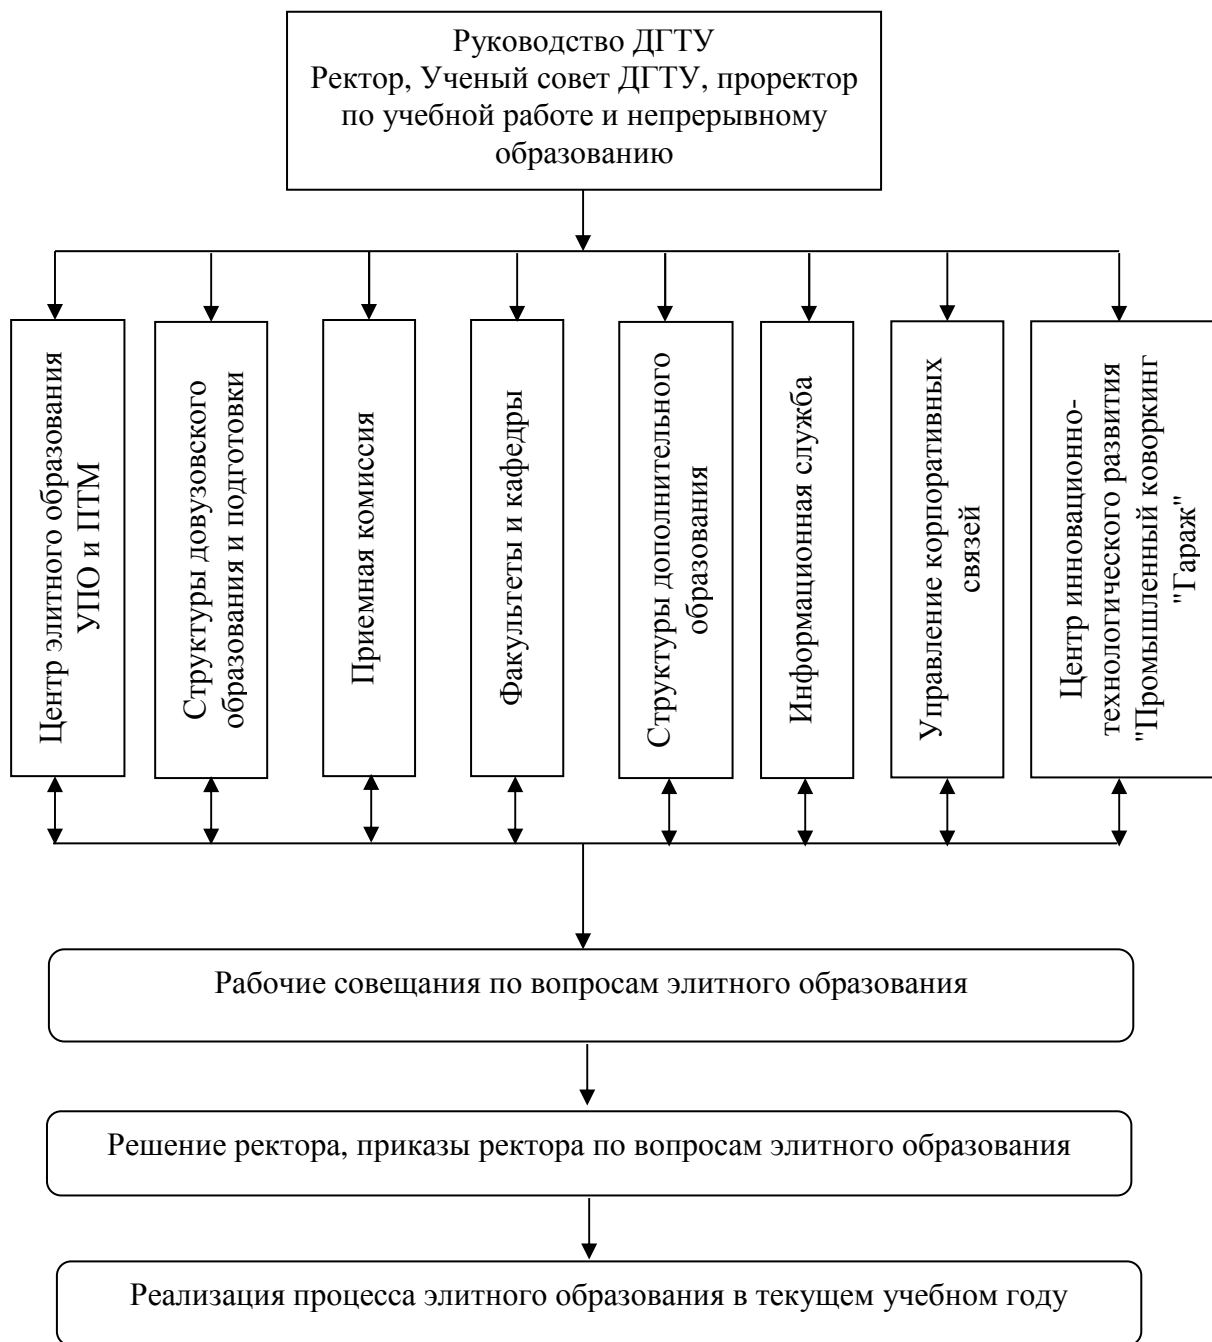 Руководство ДГТУ
Ректор, Ученый совет ДГТУ, проректор
по учебной работе и непрерывному
образованию
Центр элитного образования
УПО и ПТМ
Структуры довузовского
образования и подготовки
Приемная комиссия
Факультеты и кафедры
Структуры дополнительного
образования
Информационная служба
Управление корпоративных
связей
Центр инновационно-
технологического развития
"Промышленный коворкинг
"Гараж"
Рабочие совещания по вопросам элитного образования
Решение ректора, приказы ректора по вопросам элитного образования
Реализация процесса элитного образования в текущем учебном году